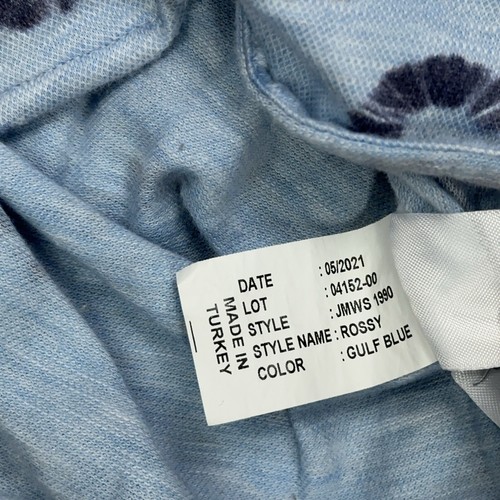 DATE : 05/2021
LOT : 04152-00
STYLE : JMWS 1990
STYLE NAME : ROSSY
COLOR : GULF BLUE
MADE IN
TURKEY